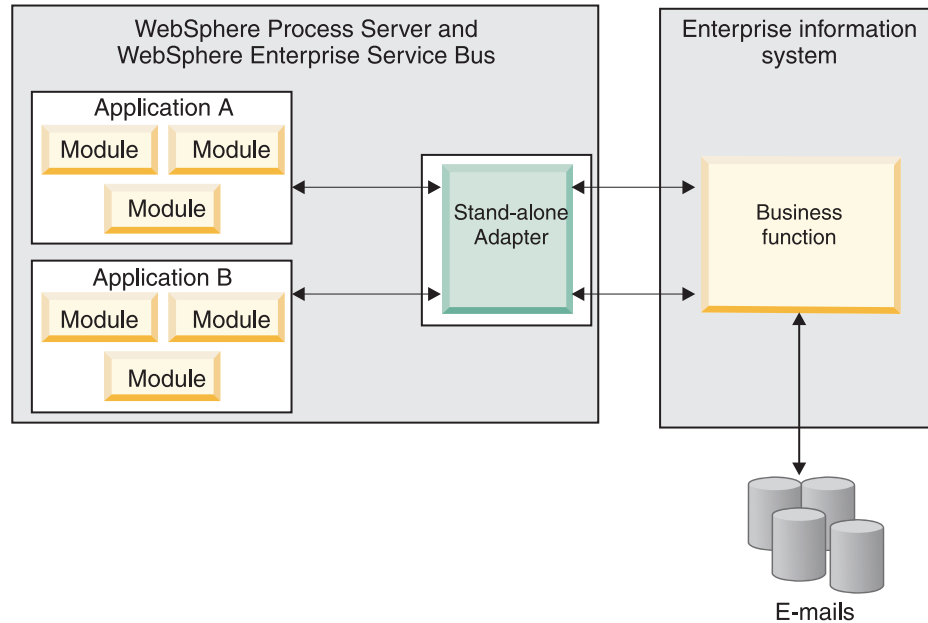 WebSphere Process Server and
WebSphere Enterprise Service Bus
Application A
Module
Module
Module
Application B
Module
Module
Module
Stand-alone
Adapter
Enterprise information
system
Business
function
E-mails